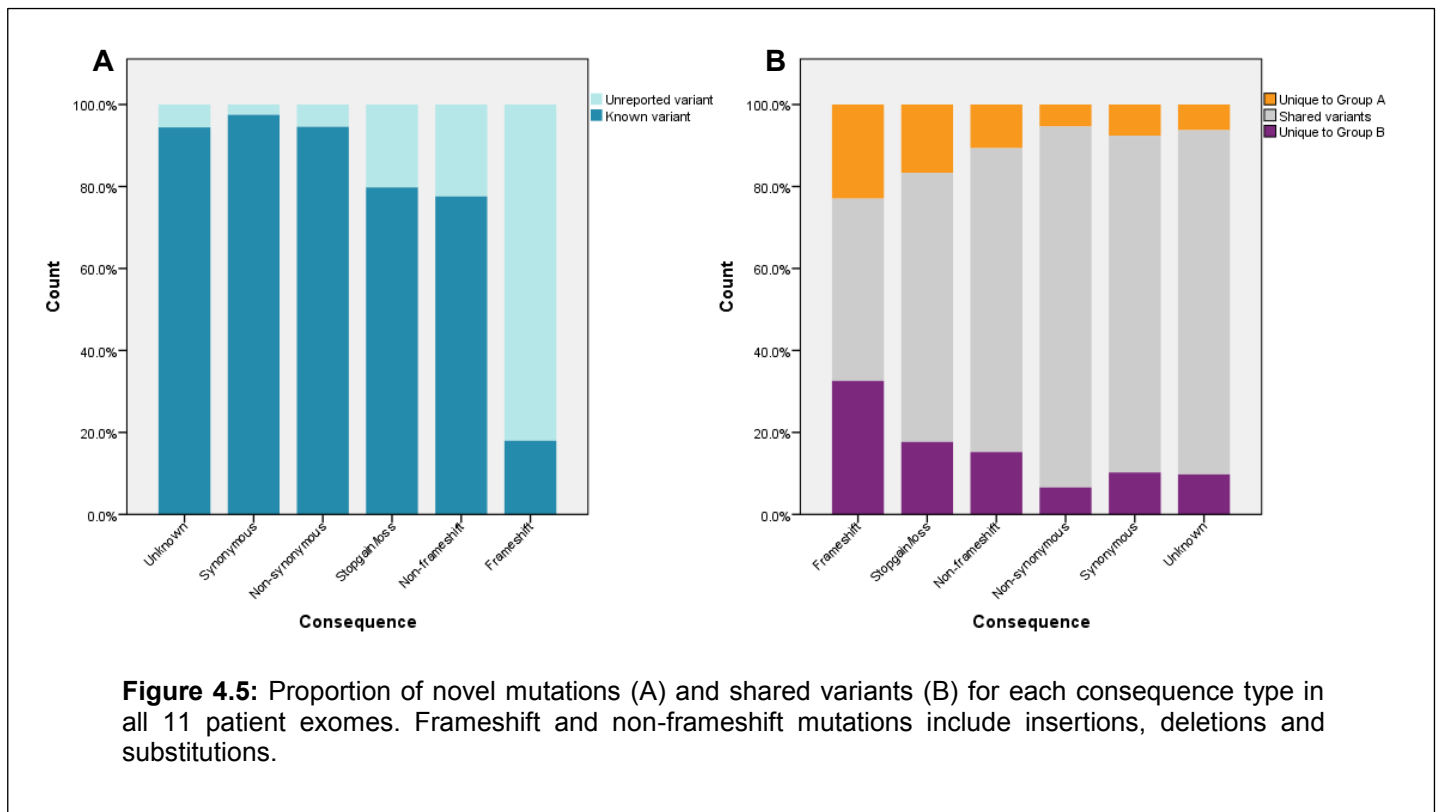 A
Unreported variant
Known variant
100.0%
80.0%
60.0%
40.0%
20.0%
0.0%
Count
Unknown
Synonymous
Non-synonymous
Stopgain/loss
Non-frameshift
Frameshift
Consequence
B
Unique to Group A
Shared variants
Unique to Group B
100.0%
80.0%
60.0%
40.0%
20.0%
0.0%
Count
Frameshift
Stopgain/loss
Non-frameshift
Non-synonymous
Synonymous
Unknown
Consequence
Figure 4.5: Proportion of novel mutations (A) and shared variants (B) for each consequence type in
all 11 patient exomes. Frameshift and non-frameshift mutations include insertions, deletions and
substitutions.